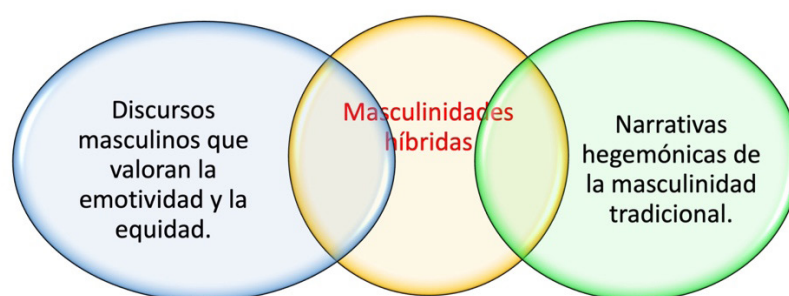 Discursos
masculinos que
valoran la
emotividad y la
equidad.
Masculinidades
híbridas
Narrativas
hegemónicas de
la masculinidad
tradicional.